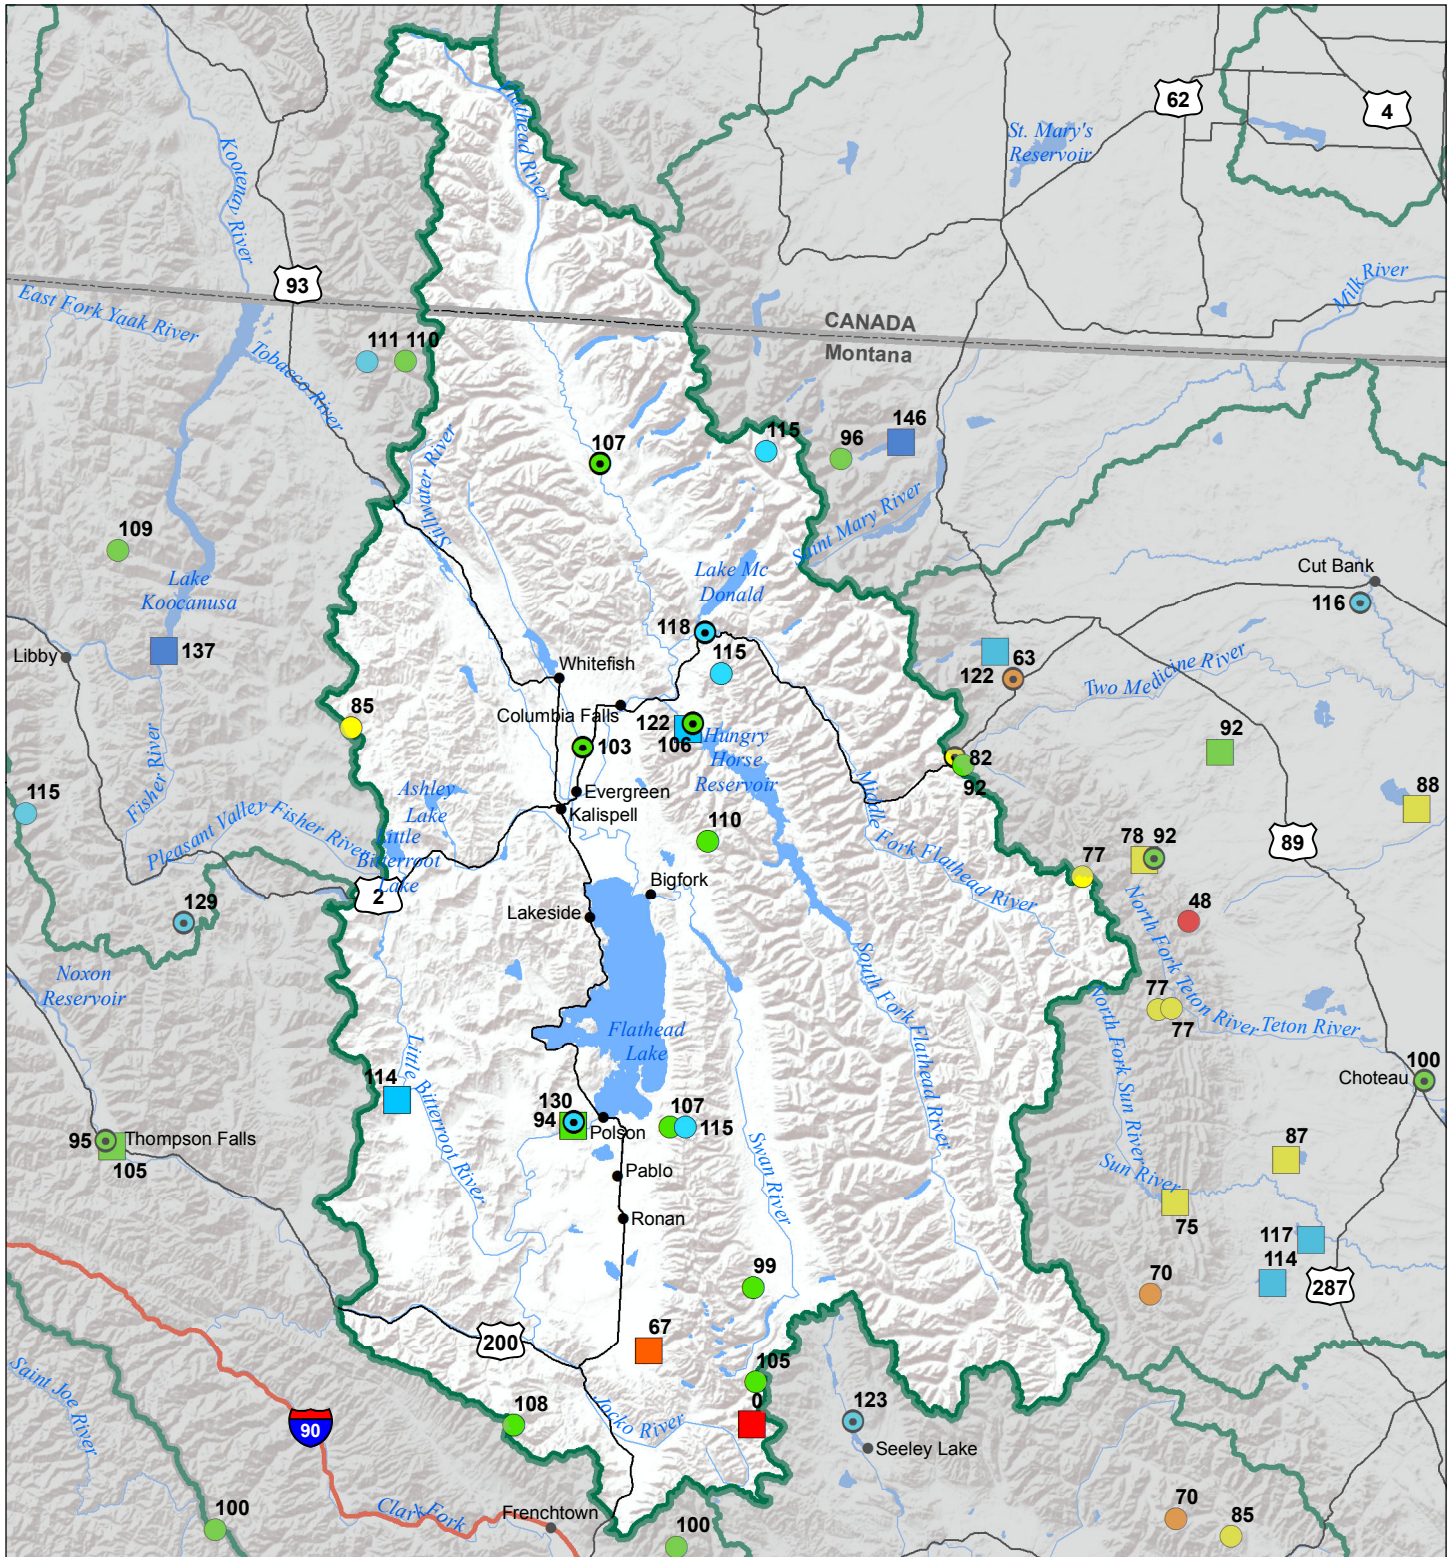 62
4
Flathead River
St. Mary's
Reservoir
Kootenay River
93
Milk River
East Fork Yaak River
CANADA
Montana
Tobacco River
111
110
107
115
96
146
Stillwater River
Saint Mary River
109
Lake
Koocanusa
Lake Mc
Donald
Cut Bank
116
118
Libby
137
Whitefish
115
63
122
Two Medicine River
85
Columbia Falls
122
106
Hungry
Horse
Reservoir
103
82
92
92
Fisher River
Ashley
Lake
Evergreen
Kalispell
88
115
Pleasant Valley Fisher River
Little
Bitterroot
Lake
110
Middle Fork Flathead River
89
78
92
77
2
Bigfork
Lakeside
129
48
North Fork Teton River
Noxon
Reservoir
South Fork Flathead River
77
77
Teton River
Flathead
Lake
North Fork Sun River
Little Bitterroot River
100
Choteau
114
130
94
Polson
107
115
95
Thompson Falls
105
Swan River
Pablo
87
Sun River
75
Ronan
117
114
99
70
287
200
67
105
0
Saint Joe River
108
Jocko River
123
90
Seeley Lake
100
Clark Fork
Frenchtown
100
70
85